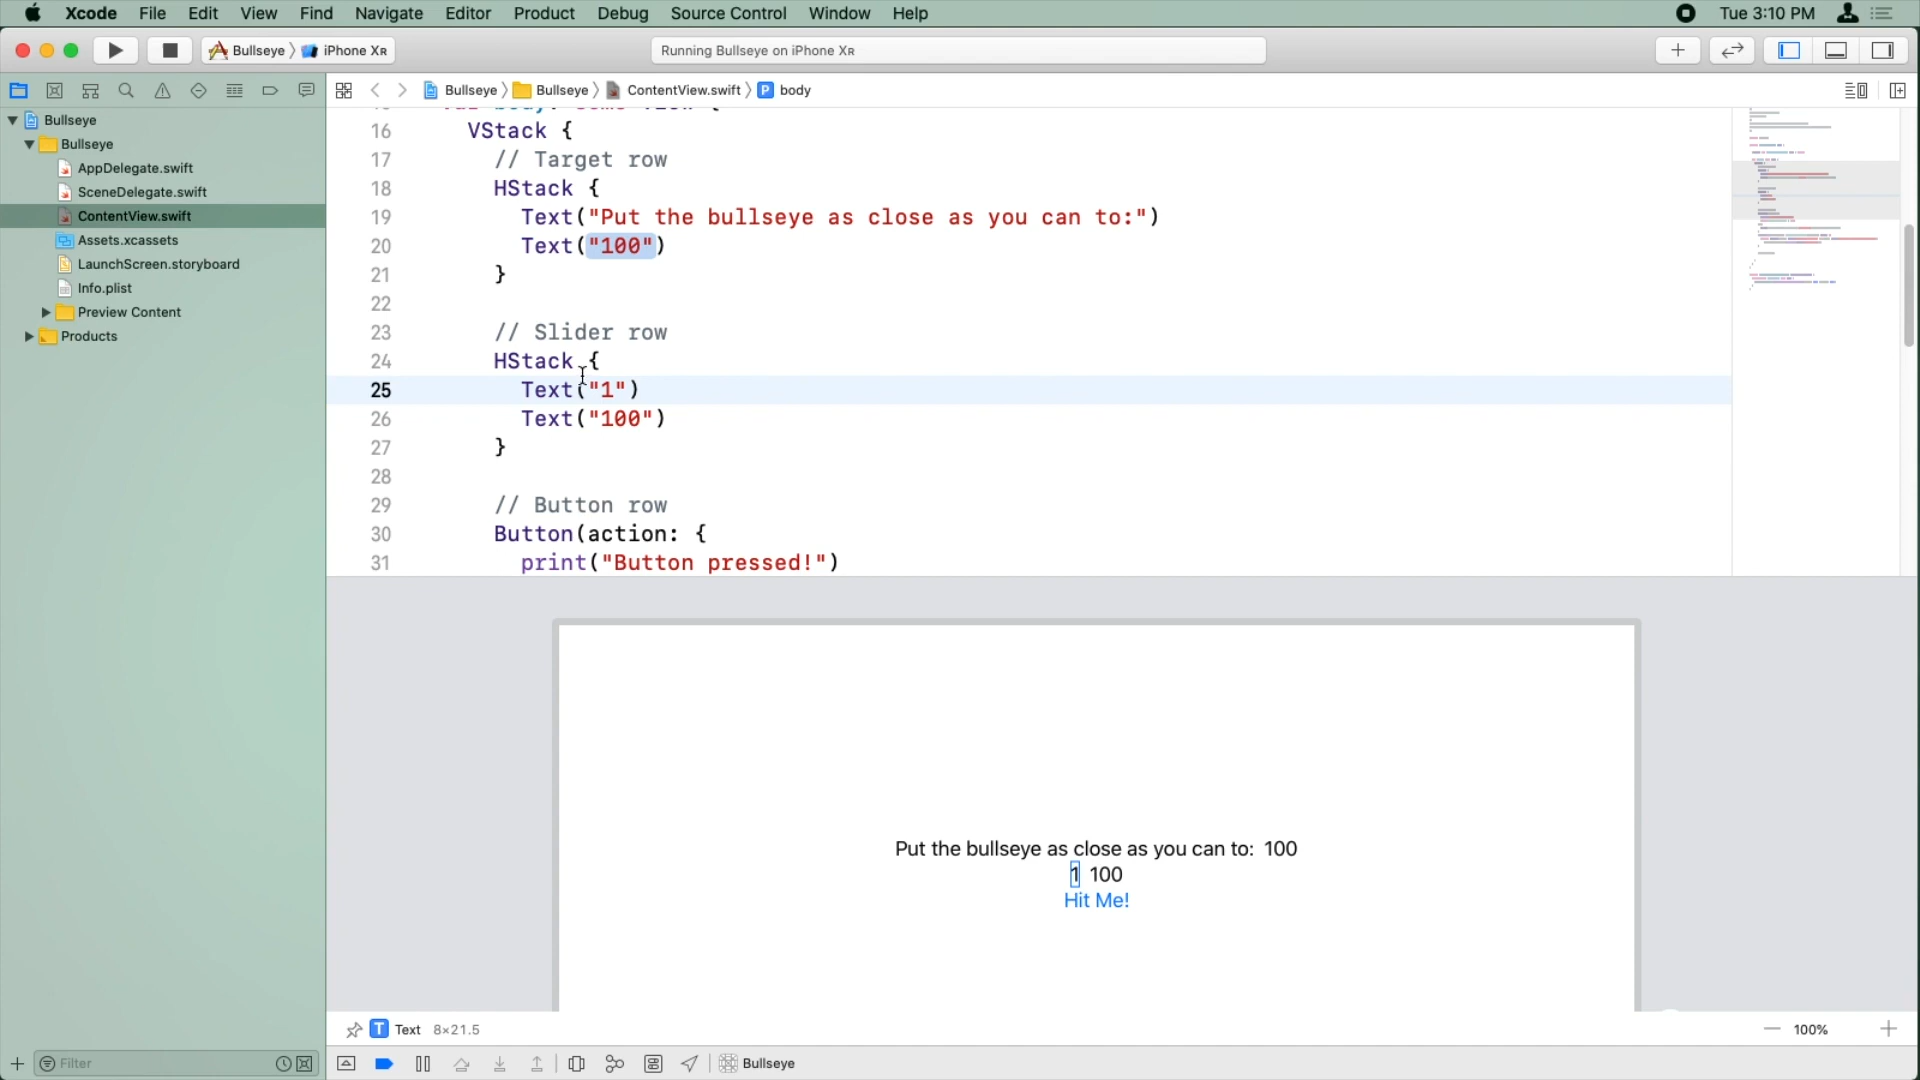 Xcode File Edit View Find Navigate Editor Product Debug Source Control Window Help Tue 3:10 PM
Bullseye iPhone XR Running Bullseye on iPhone XR
Bullseye Bullseye ContentView.swift body
Bullseye
Bullseye
AppDelegate.swift
SceneDelegate.swift
ContentView.swift
Assets.xcassets
LaunchScreen.storyboard
Info.plist
Preview Content
Products
16 VStack {
17 // Target row
18 HStack {
19 Text("Put the bullseye as close as you can to:")
20 Text("100")
21 }
22
23 // Slider row
24 HStack {
25 Text("1")
26 Text("100")
27 }
28
29 // Button row
30 Button(action: {
31 print("Button pressed!")
Put the bullseye as close as you can to: 100
1 100
Hit Me!
T Text 8×21.5 100%
Filter Bullseye